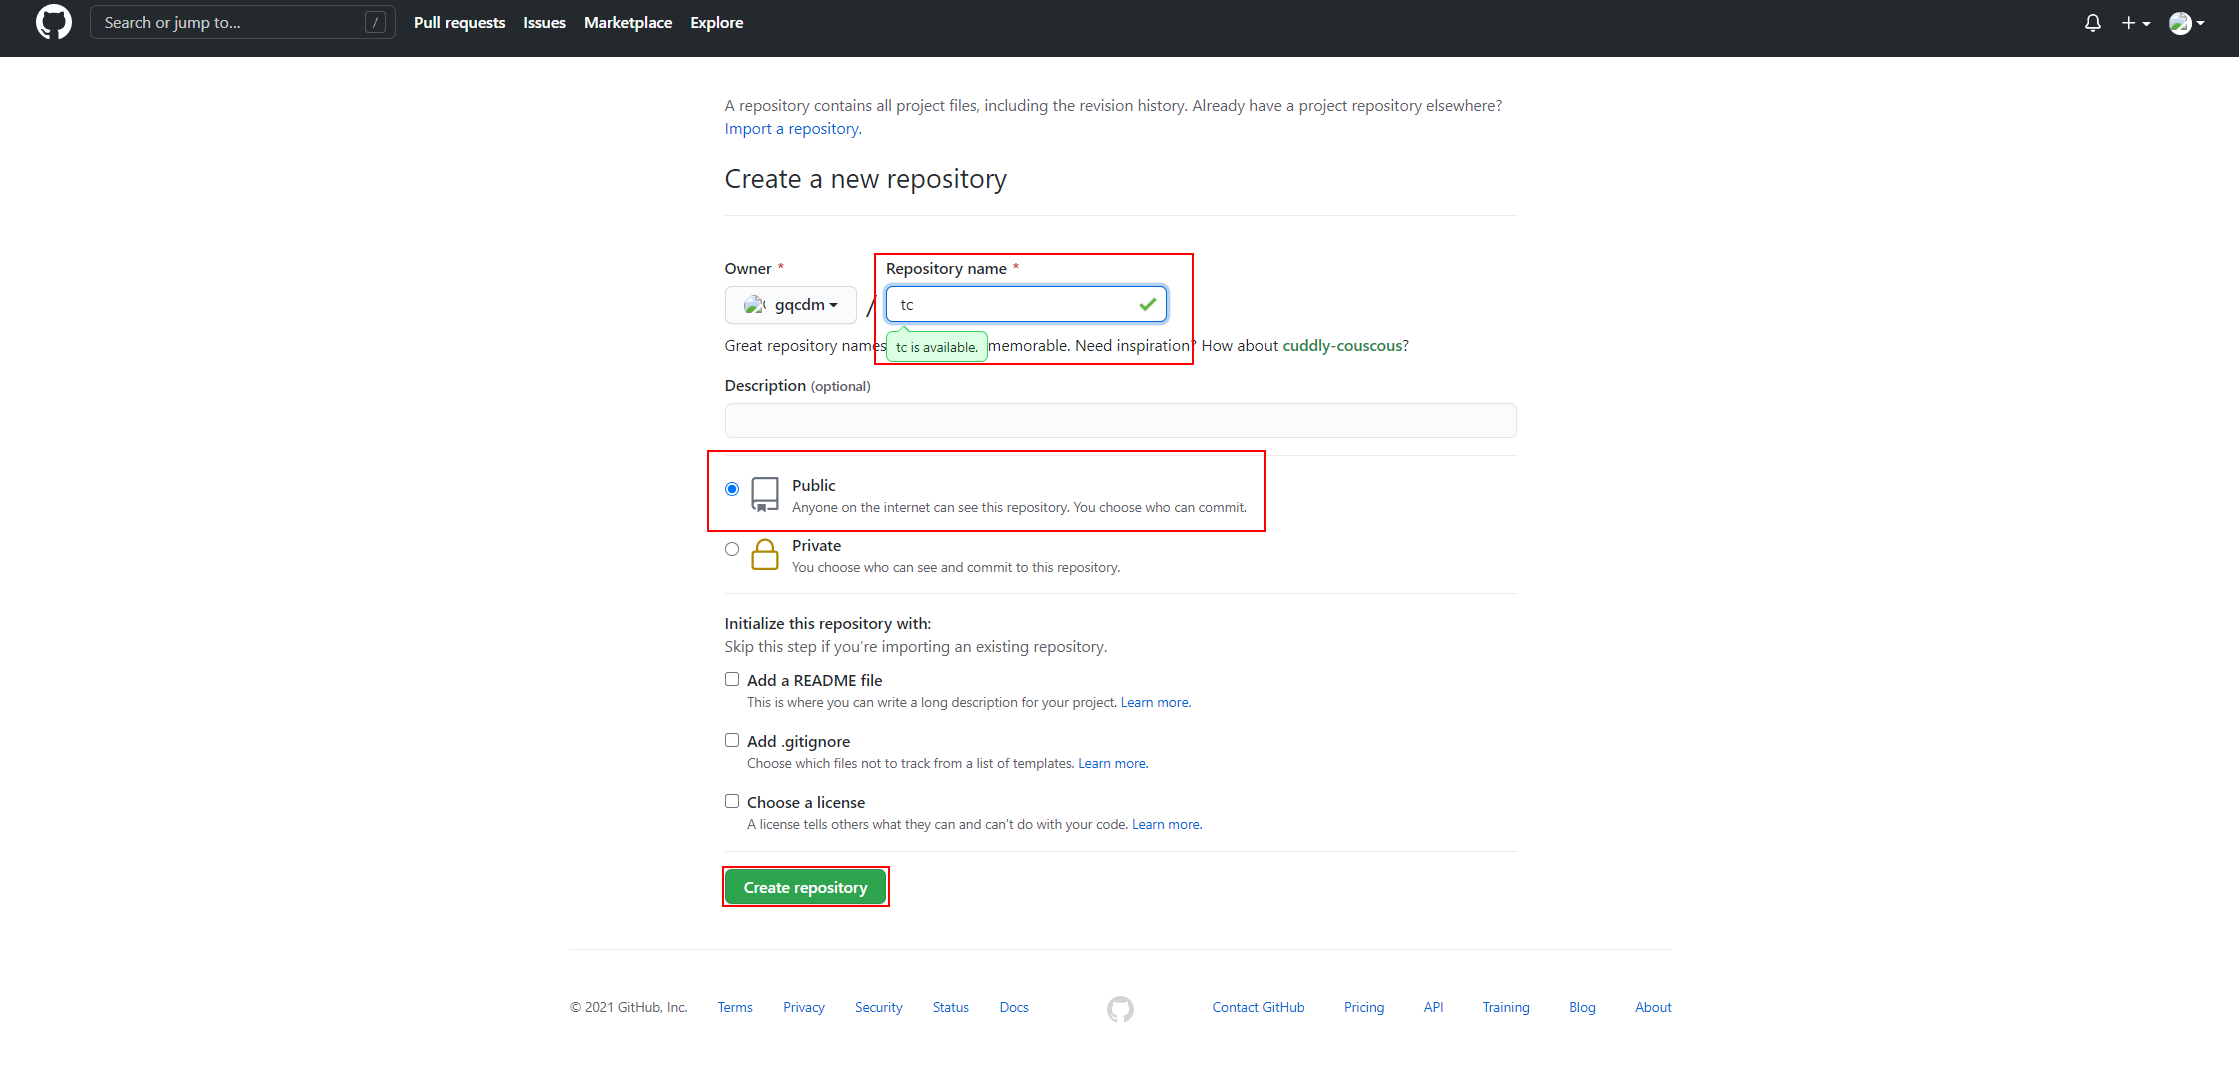 Search or jump to... / Pull requests Issues Marketplace Explore
A repository contains all project files, including the revision history. Already have a project repository elsewhere?
Import a repository.
Create a new repository
Owner * Repository name *
gqcdm / tc
Great repository names tc is available. memorable. Need inspiration? How about cuddly-couscous?
Description (optional)
Public
Anyone on the internet can see this repository. You choose who can commit.
Private
You choose who can see and commit to this repository.
Initialize this repository with:
Skip this step if you're importing an existing repository.
Add a README file
This is where you can write a long description for your project. Learn more.
Add .gitignore
Choose which files not to track from a list of templates. Learn more.
Choose a license
A license tells others what they can and can't do with your code. Learn more.
Create repository
© 2021 GitHub, Inc. Terms Privacy Security Status Docs Contact GitHub Pricing API Training Blog About